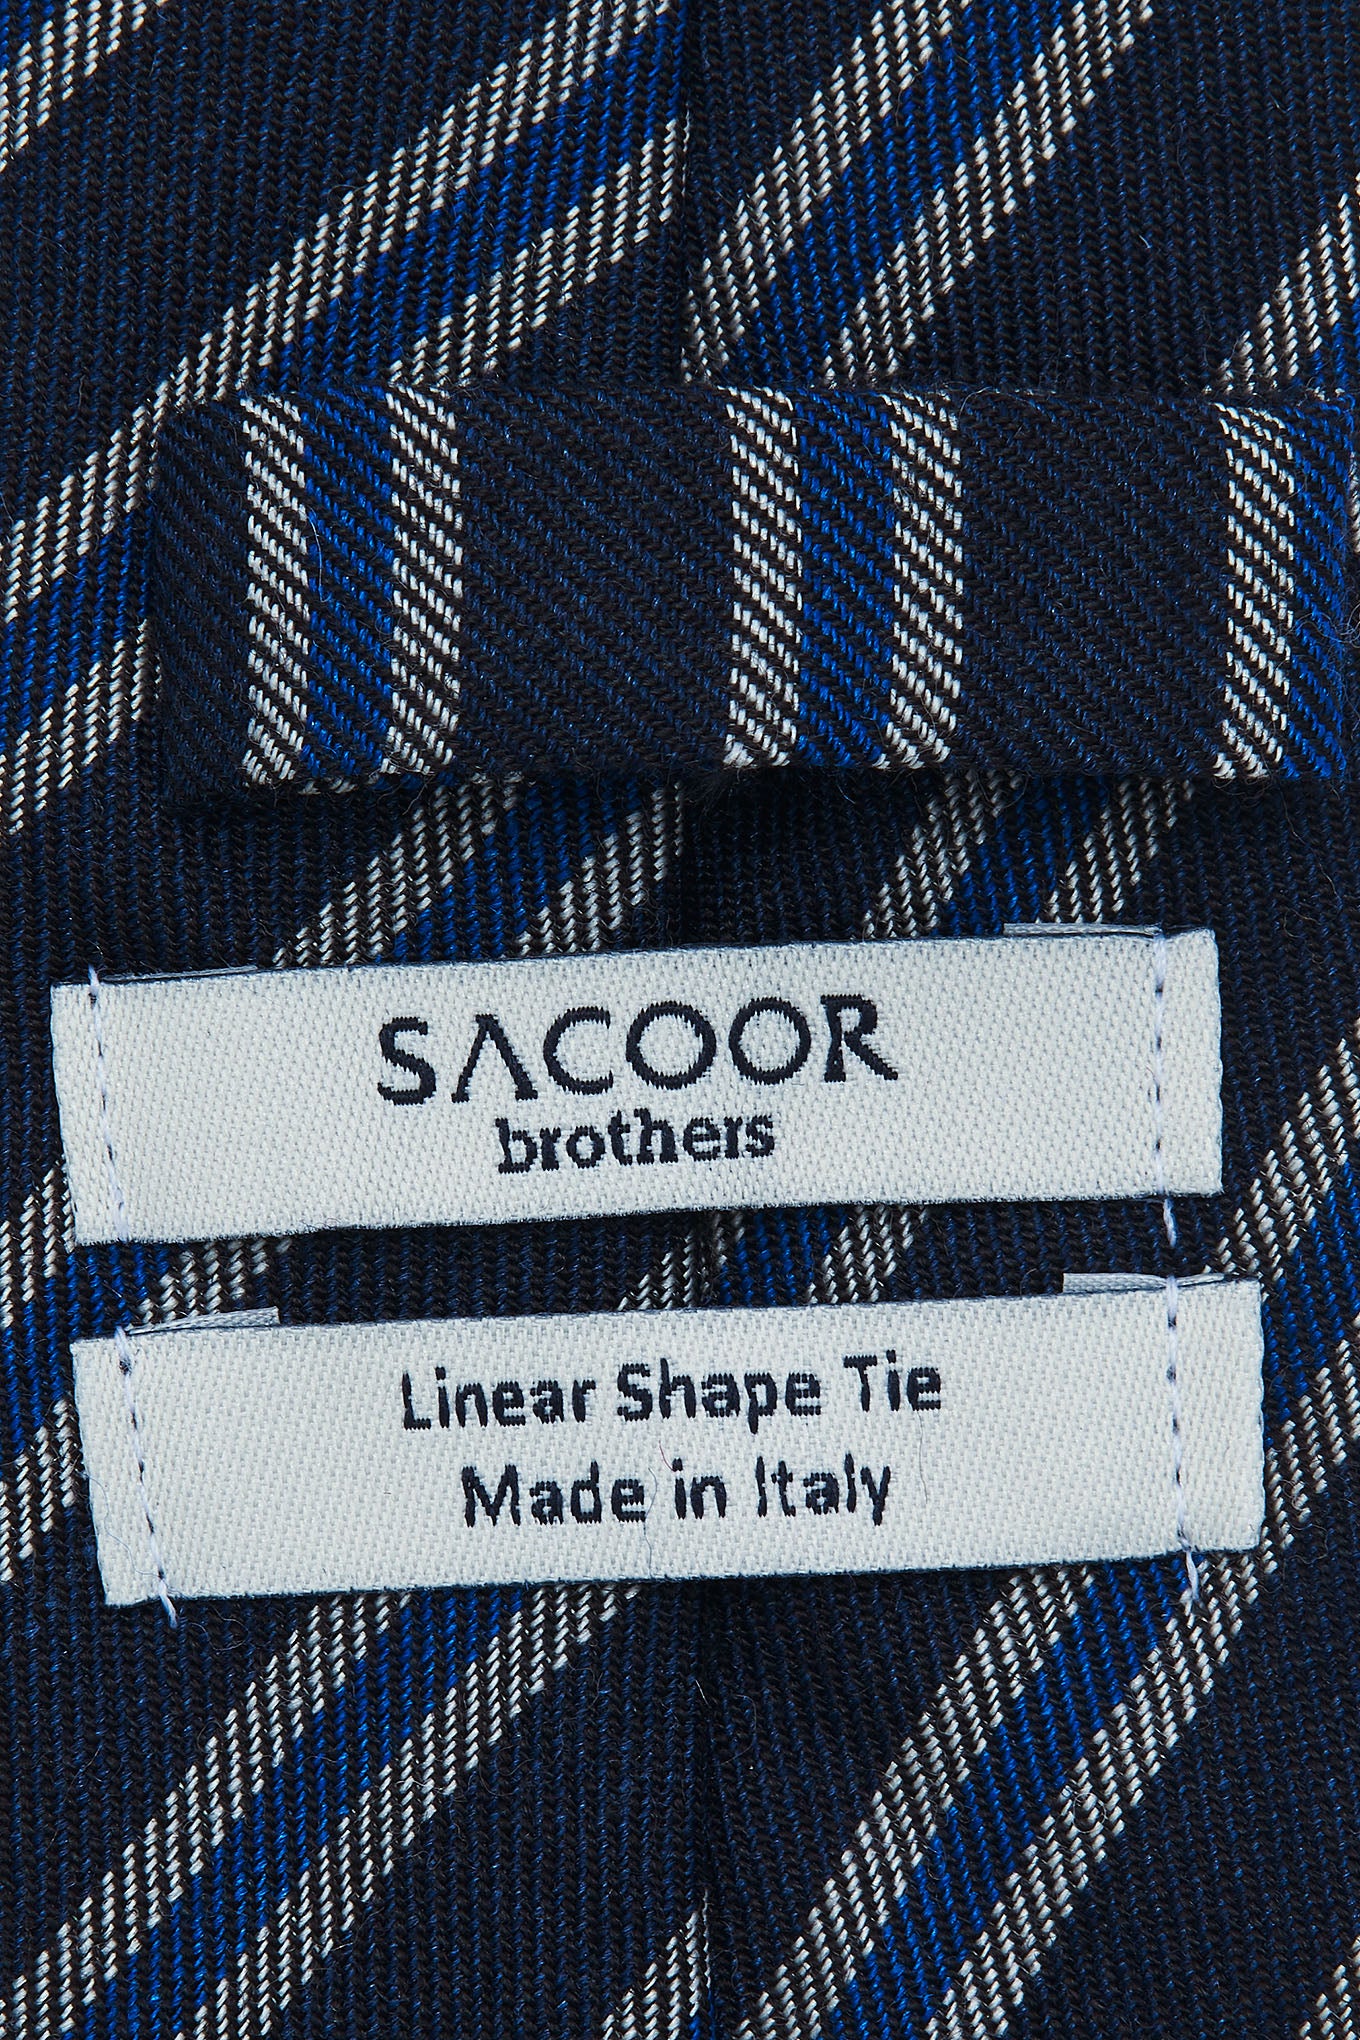 SACOOR
brothers
Linear Shape Tie
Made in Italy